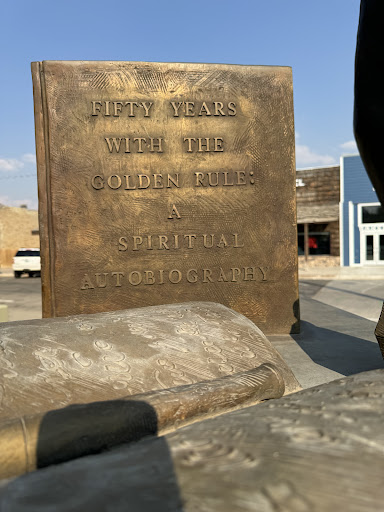 FIFTY YEARS
WITH THE
GOLDEN RULE:
A
SPIRITUAL
AUTOBIOGRAPHY